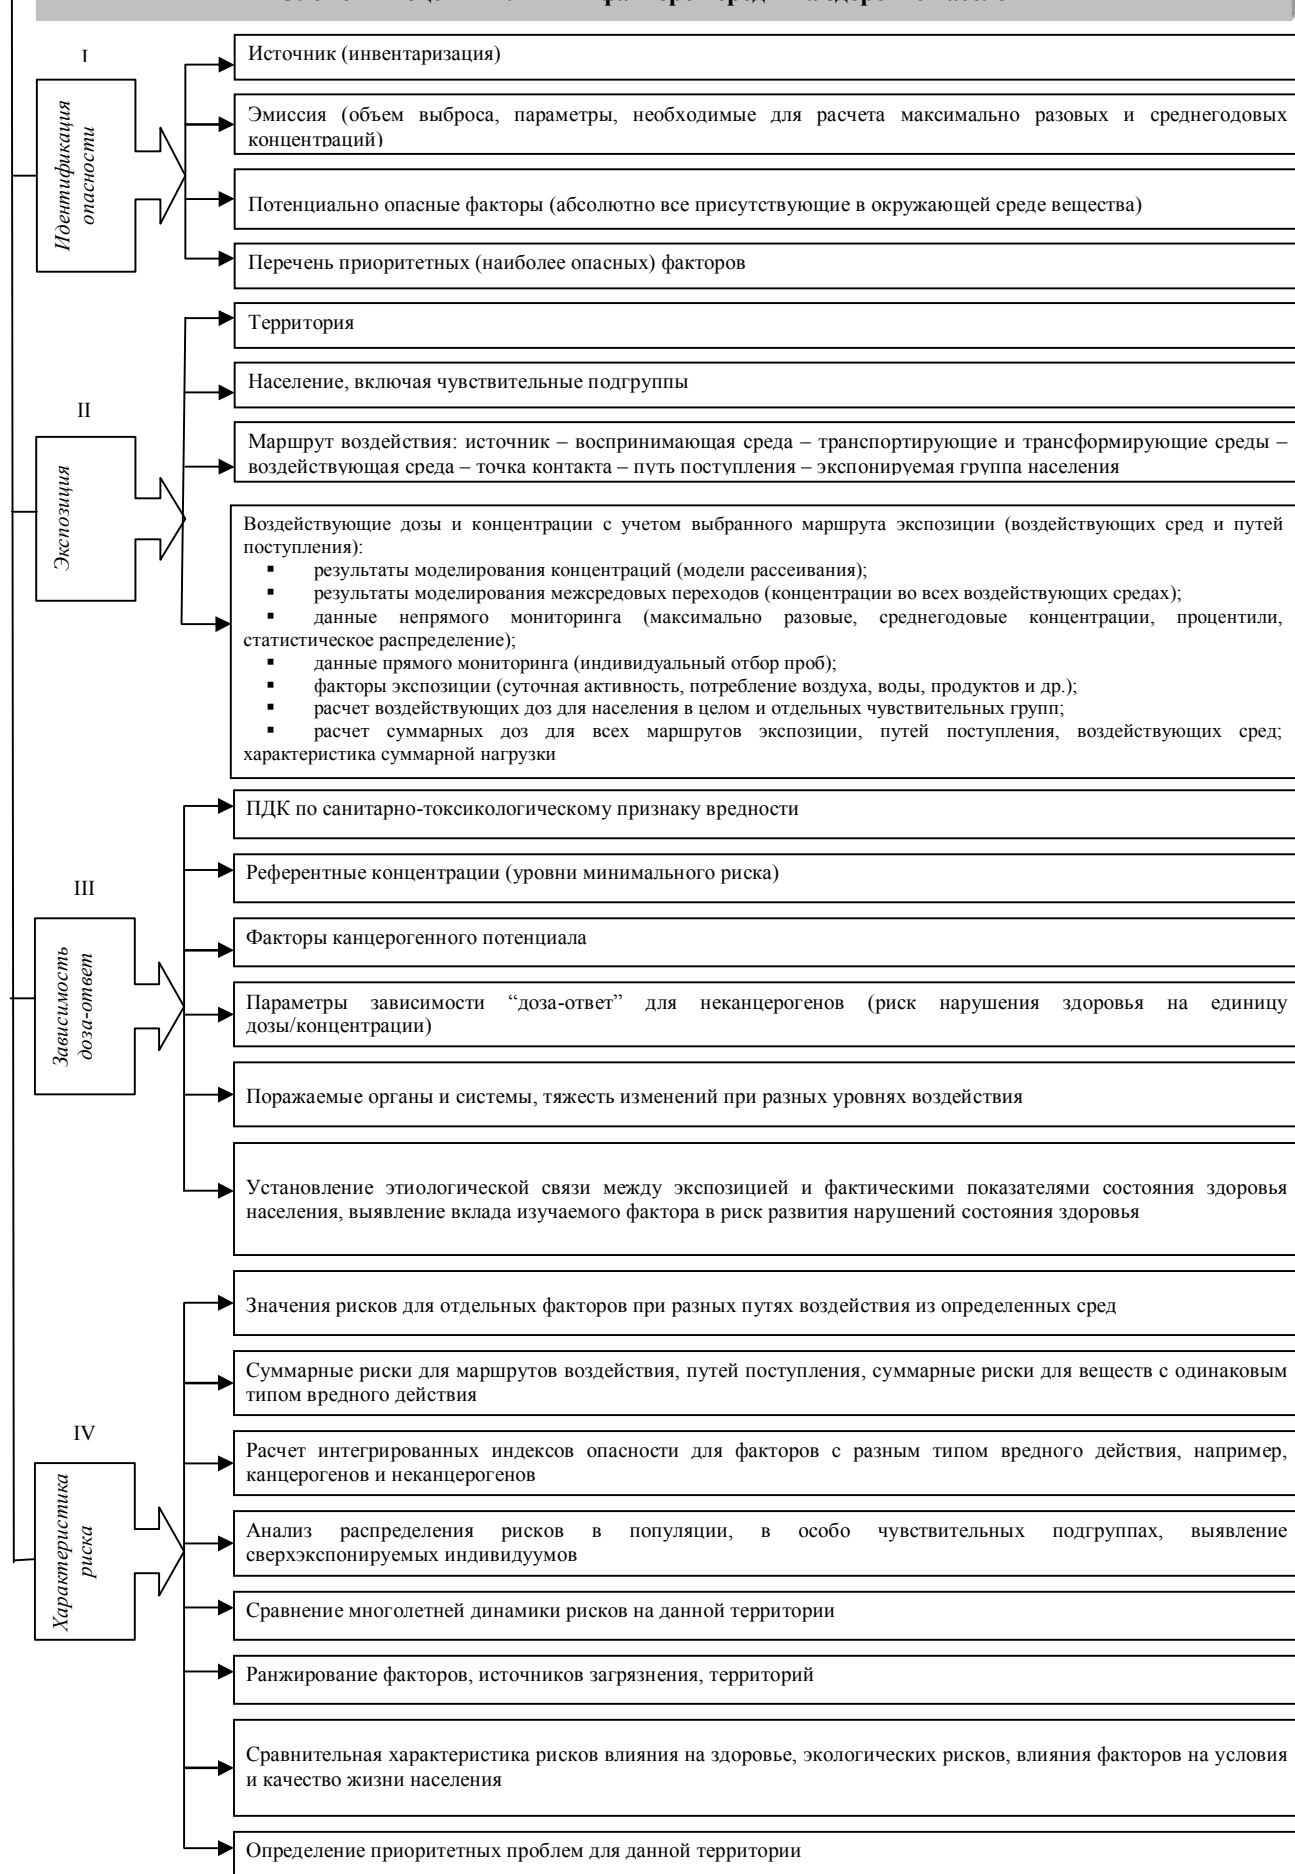 I
Идентификация
опасности
Источник (инвентаризация)
Эмиссия (объем выброса, параметры, необходимые для расчета максимально разовых и среднегодовых
концентраций)
Потенциально опасные факторы (абсолютно все присутствующие в окружающей среде вещества)
Перечень приоритетных (наиболее опасных) факторов
II
Экспозиция
Территория
Население, включая чувствительные подгруппы
Маршрут воздействия: источник – воспринимающая среда – транспортирующие и трансформирующие среды –
воздействующая среда – точка контакта – путь поступления – экспонируемая группа населения
Воздействующие дозы и концентрации с учетом выбранного маршрута экспозиции (воздействующих сред и путей
поступления):
▪ результаты моделирования концентраций (модели рассеивания);
▪ результаты моделирования межсредовых переходов (концентрации во всех воздействующих средах);
▪ данные непрямого мониторинга (максимально разовые, среднегодовые концентрации, процентили,
статистическое распределение);
▪ данные прямого мониторинга (индивидуальный отбор проб);
▪ факторы экспозиции (суточная активность, потребление воздуха, воды, продуктов и др.);
▪ расчет воздействующих доз для населения в целом и отдельных чувствительных групп;
▪ расчет суммарных доз для всех маршрутов экспозиции, путей поступления, воздействующих сред;
характеристика суммарной нагрузки
III
Зависимость
доза-ответ
ПДК по санитарно-токсикологическому признаку вредности
Референтные концентрации (уровни минимального риска)
Факторы канцерогенного потенциала
Параметры зависимости “доза-ответ” для неканцерогенов (риск нарушения здоровья на единицу
дозы/концентрации)
Поражаемые органы и системы, тяжесть изменений при разных уровнях воздействия
Установление этиологической связи между экспозицией и фактическими показателями состояния здоровья
населения, выявление вклада изучаемого фактора в риск развития нарушений состояния здоровья
IV
Характеристика
риска
Значения рисков для отдельных факторов при разных путях воздействия из определенных сред
Суммарные риски для маршрутов воздействия, путей поступления, суммарные риски для веществ с одинаковым
типом вредного действия
Расчет интегрированных индексов опасности для факторов с разным типом вредного действия, например,
канцерогенов и неканцерогенов
Анализ распределения рисков в популяции, в особо чувствительных подгруппах, выявление
сверхэкспонируемых индивидуумов
Сравнение многолетней динамики рисков на данной территории
Ранжирование факторов, источников загрязнения, территорий
Сравнительная характеристика рисков влияния на здоровье, экологических рисков, влияния факторов на условия
и качество жизни населения
Определение приоритетных проблем для данной территории